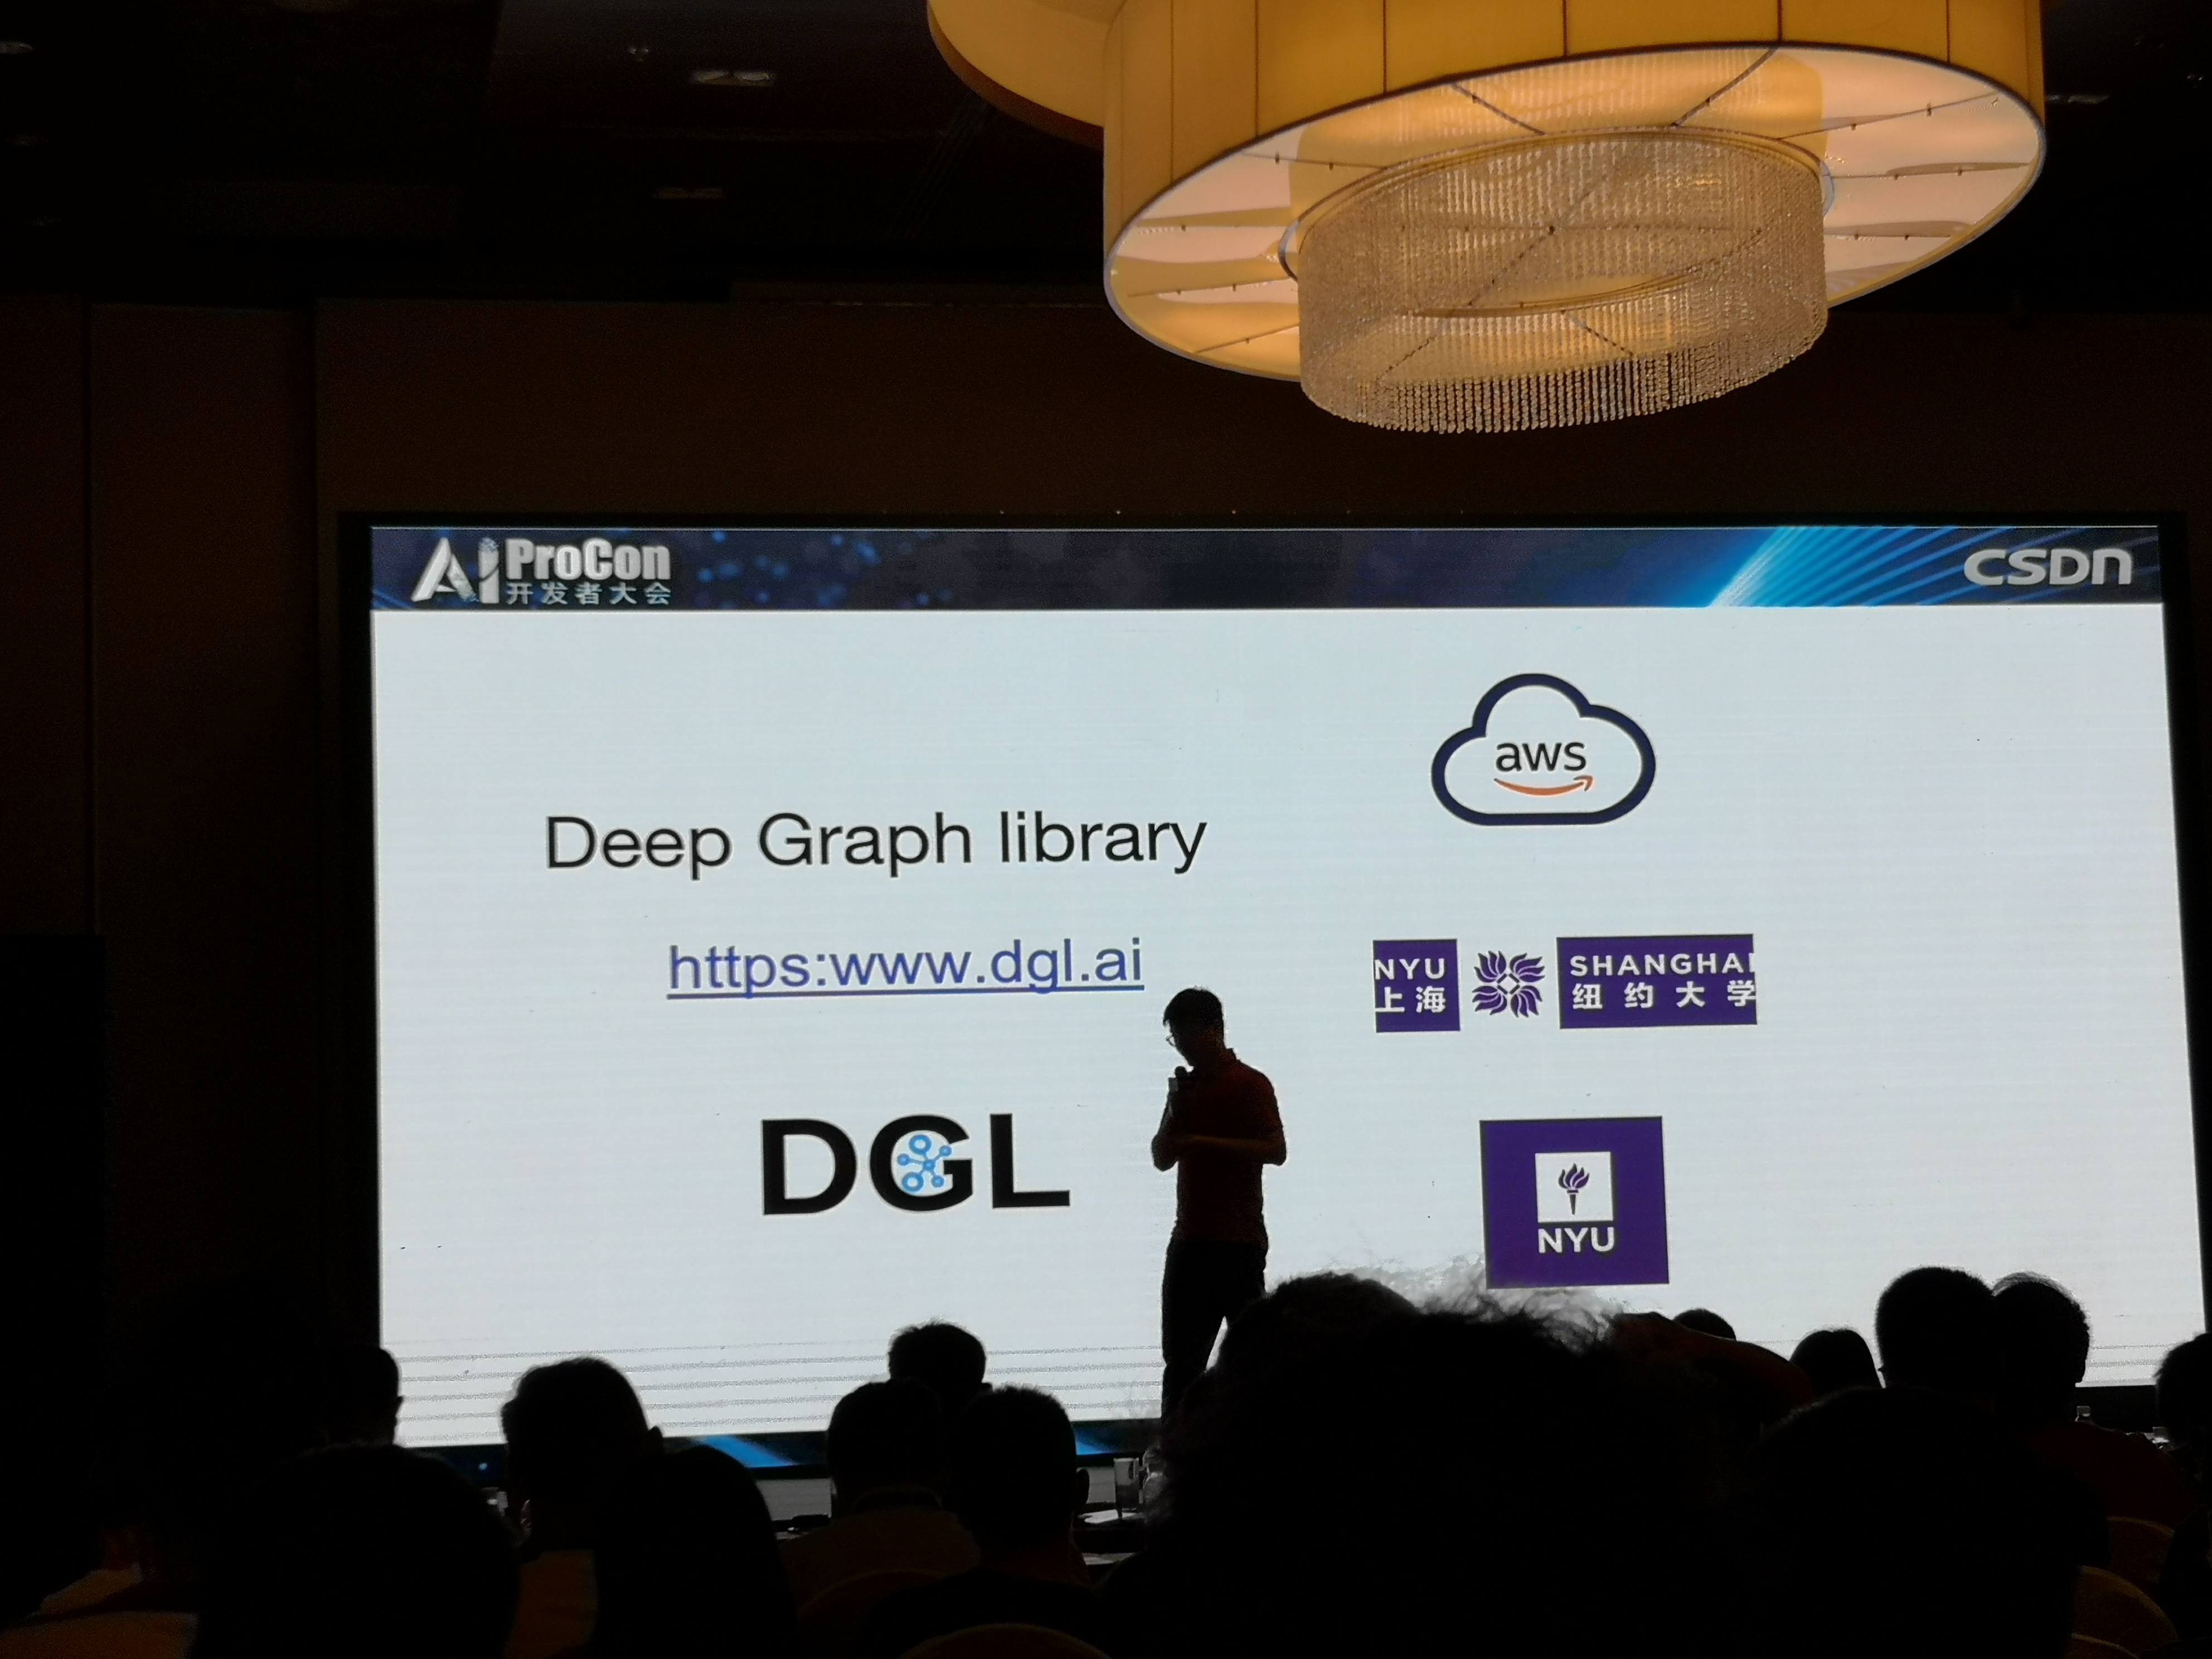 AI ProCon
开发者大会
CSDN
Deep Graph library
https:www.dgl.ai
DGL
aws
NYU SHANGHAI
上海 纽约大学
NYU